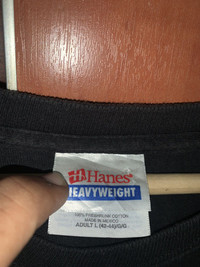 Hanes
HEAVYWEIGHT
100% PRESHRUNK COTTON
MADE IN MEXICO
ADULT L (42-44)/G/G